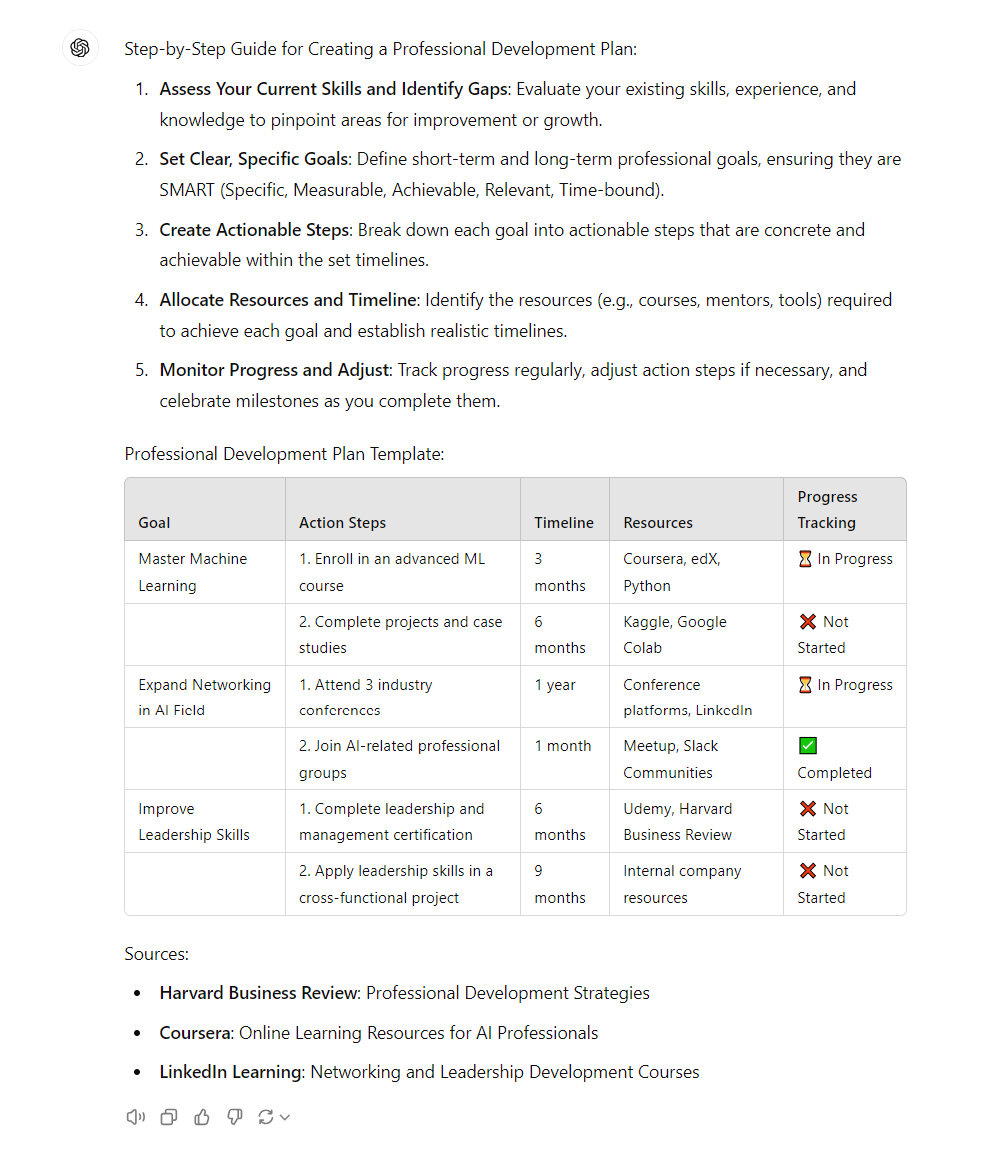 Step-by-Step Guide for Creating a Professional Development Plan:
1. Assess Your Current Skills and Identify Gaps: Evaluate your existing skills, experience, and
knowledge to pinpoint areas for improvement or growth.
2. Set Clear, Specific Goals: Define short-term and long-term professional goals, ensuring they are
SMART (Specific, Measurable, Achievable, Relevant, Time-bound).
3. Create Actionable Steps: Break down each goal into actionable steps that are concrete and
achievable within the set timelines.
4. Allocate Resources and Timeline: Identify the resources (e.g., courses, mentors, tools) required
to achieve each goal and establish realistic timelines.
5. Monitor Progress and Adjust: Track progress regularly, adjust action steps if necessary, and
celebrate milestones as you complete them.
Professional Development Plan Template:
Goal
Action Steps
Timeline
Resources
Progress
Tracking
Master Machine
Learning
1. Enroll in an advanced ML
course
3
months
Coursera, edX,
Python
⏳ In Progress
2. Complete projects and case
studies
6
months
Kaggle, Google
Colab
❌ Not
Started
Expand Networking
in AI Field
1. Attend 3 industry
conferences
1 year
Conference
platforms, LinkedIn
⏳ In Progress
2. Join AI-related professional
groups
1 month
Meetup, Slack
Communities
✅
Completed
Improve
Leadership Skills
1. Complete leadership and
management certification
6
months
Udemy, Harvard
Business Review
❌ Not
Started
2. Apply leadership skills in a
cross-functional project
9
months
Internal company
resources
❌ Not
Started
Sources:
• Harvard Business Review: Professional Development Strategies
• Coursera: Online Learning Resources for AI Professionals
• LinkedIn Learning: Networking and Leadership Development Courses